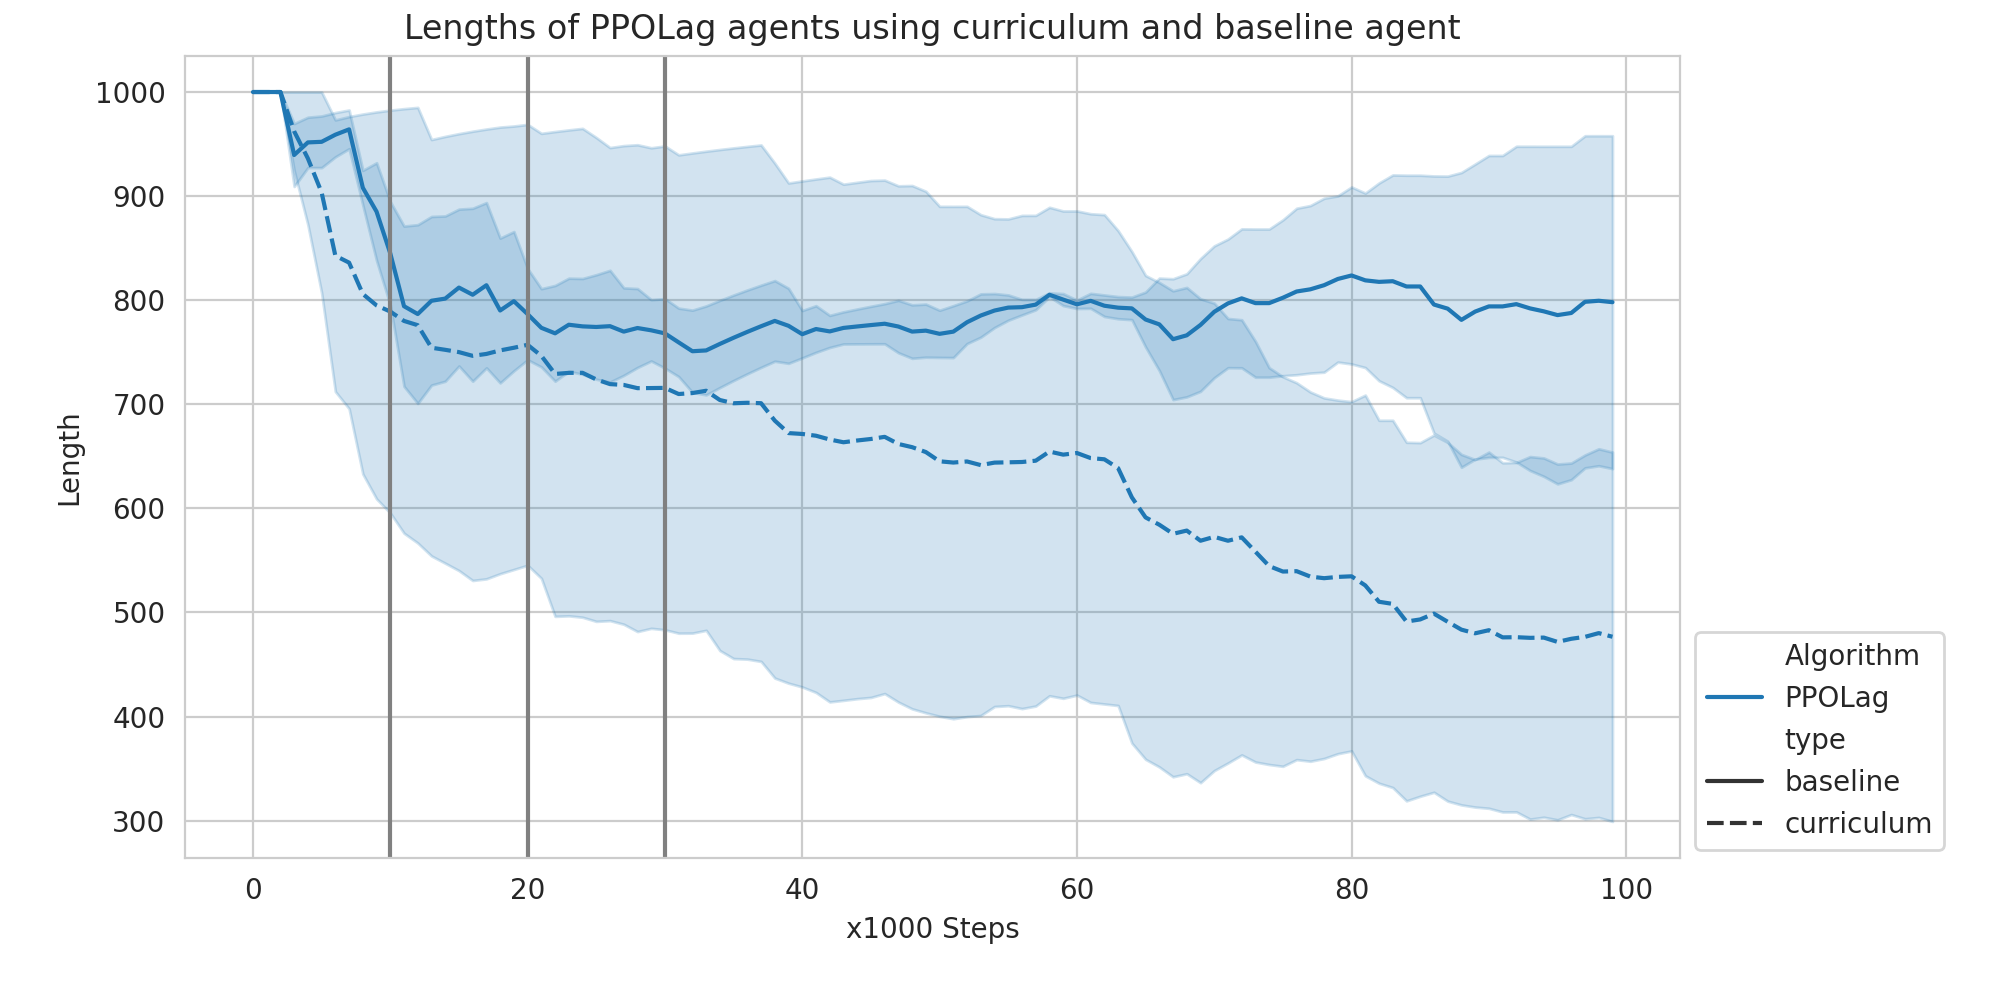 Lengths of PPOLag agents using curriculum and baseline agent
1000
900
800
700
600
500
400
300
Length
0 20 40 60 80 100
x1000 Steps
Algorithm
PPOLag
type
baseline
curriculum